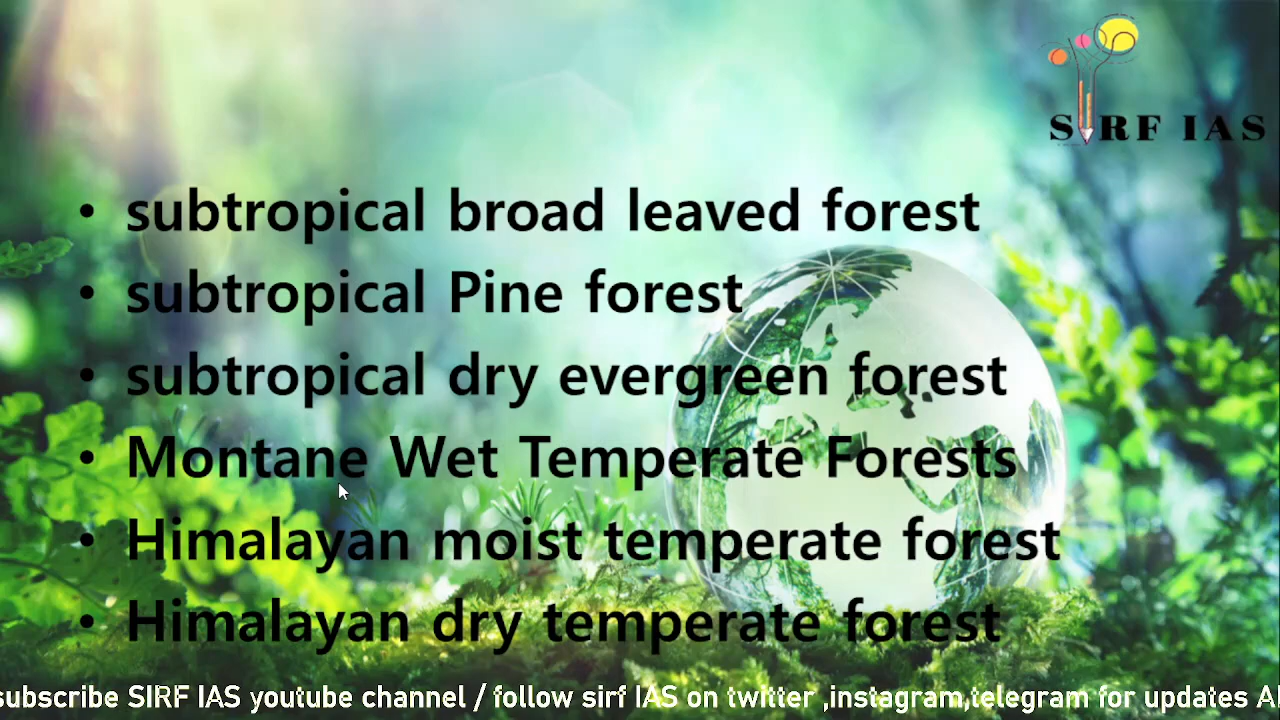 SIRF IAS
• subtropical broad leaved forest
• subtropical Pine forest
• subtropical dry evergreen forest
• Montane Wet Temperate Forests
• Himalayan moist temperate forest
• Himalayan dry temperate forest
subscribe SIRF IAS youtube channel / follow sirf IAS on twitter ,instagram,telegram for updates